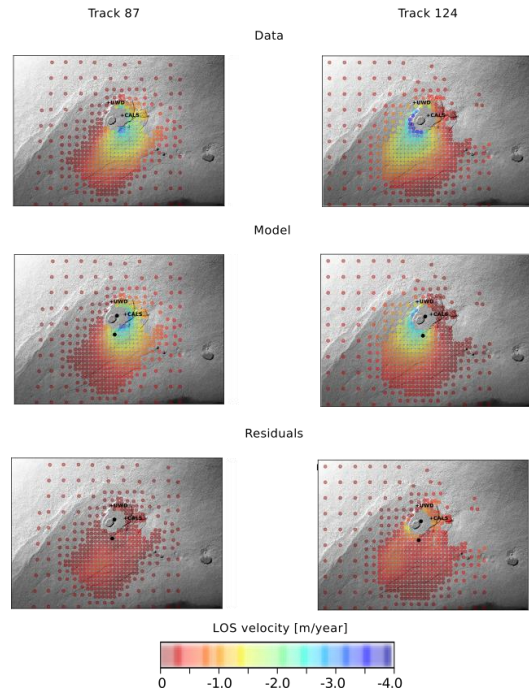 Track 87 Track 124
Data
+UWD +UWD
+CALS +CALS
Model
+UWD +UWD
+CALS +CALS
Residuals
+UWD +UWD
+CALS +CALS
LOS velocity [m/year]
0 -1.0 -2.0 -3.0 -4.0